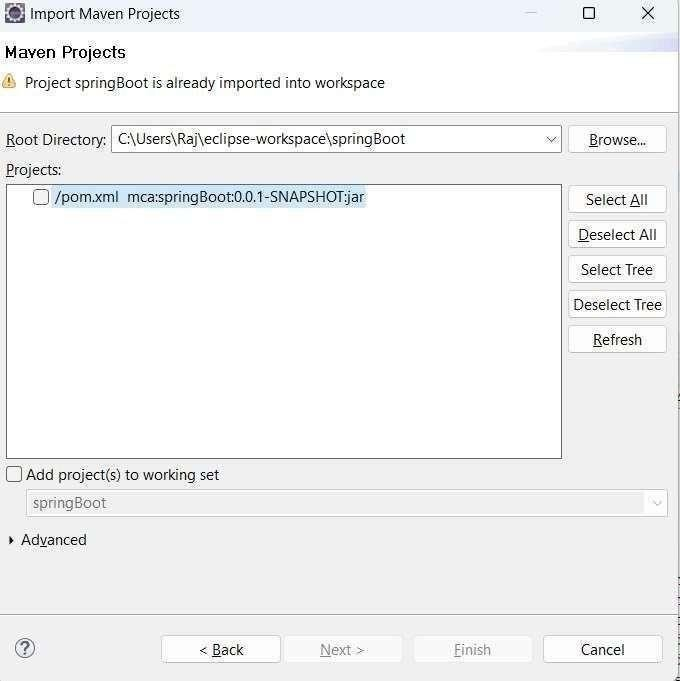 Import Maven Projects
Maven Projects
Project springBoot is already imported into workspace
Root Directory: C:\Users\Raj\eclipse-workspace\springBoot Browse...
Projects:
/pom.xml mca:springBoot:0.0.1-SNAPSHOT:jar
Select All
Deselect All
Select Tree
Deselect Tree
Refresh
Add project(s) to working set
springBoot
Advanced
? < Back Next > Finish Cancel